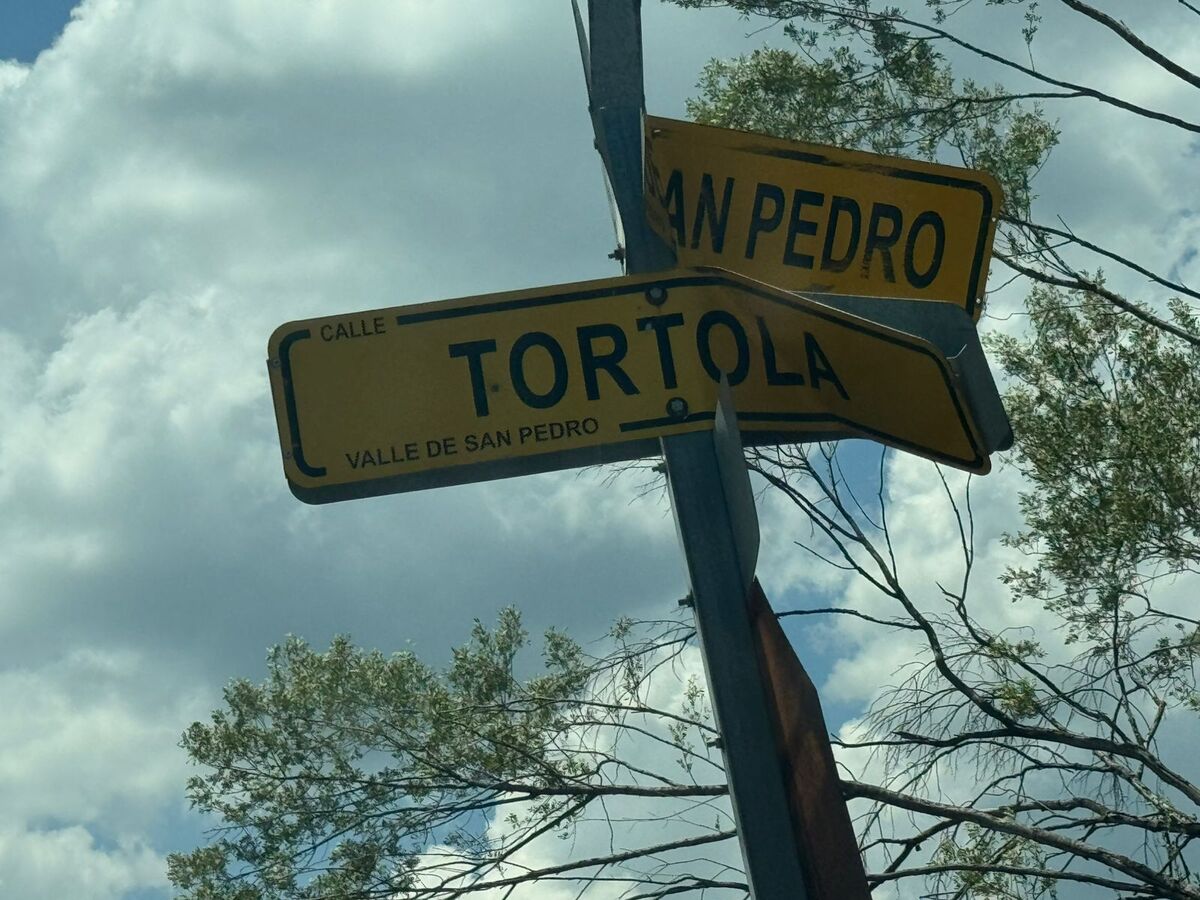 AN PEDRO
CALLE
TORTOLA
VALLE DE SAN PEDRO